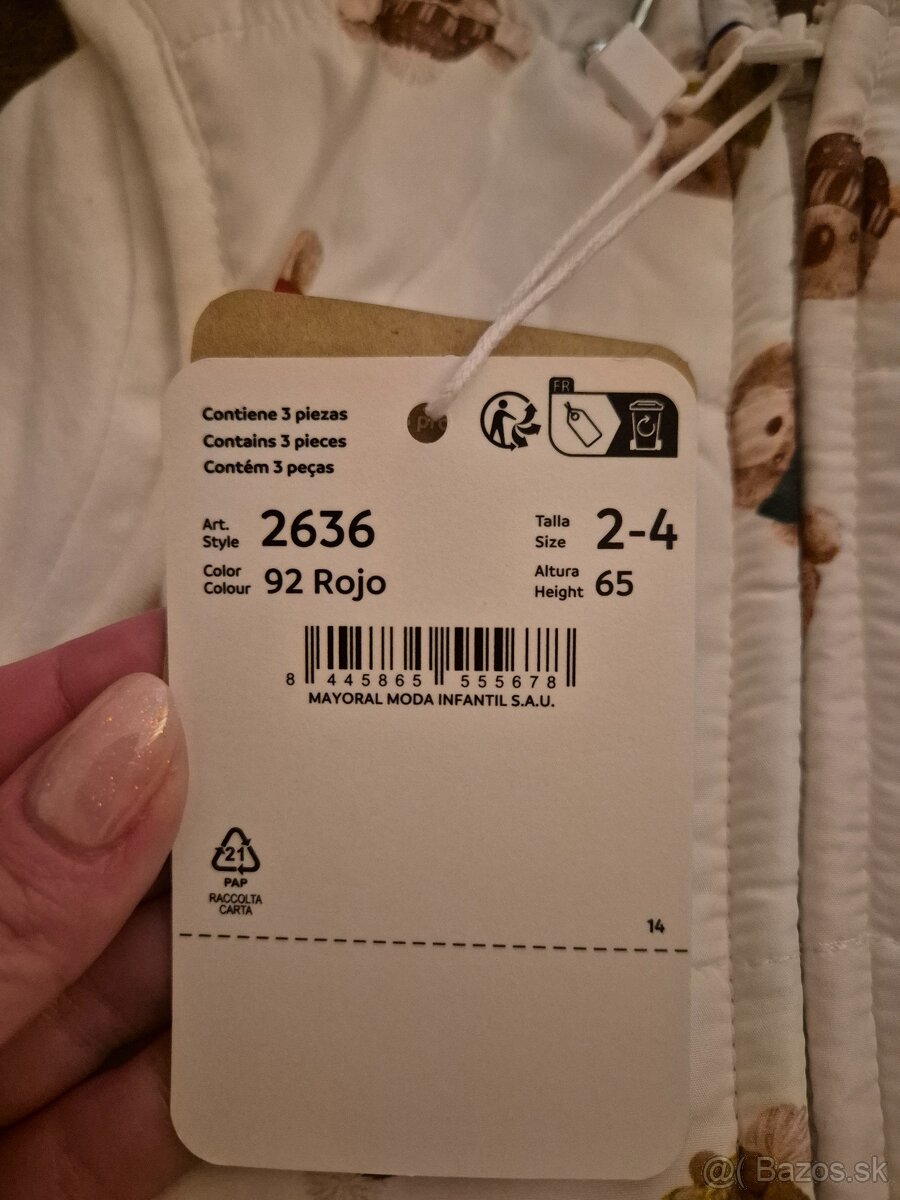 Contiene 3 piezas
Contains 3 pieces
Contém 3 peças
pro
FR
Art.
Style
2636
Talla
Size
2-4
Color
Colour
92 Rojo
Altura
Height
65
8 445865 555678
MAYORAL MODA INFANTIL S.A.U.
21
PAP
RACCOLTA
CARTA
14
@( Bazos.sk